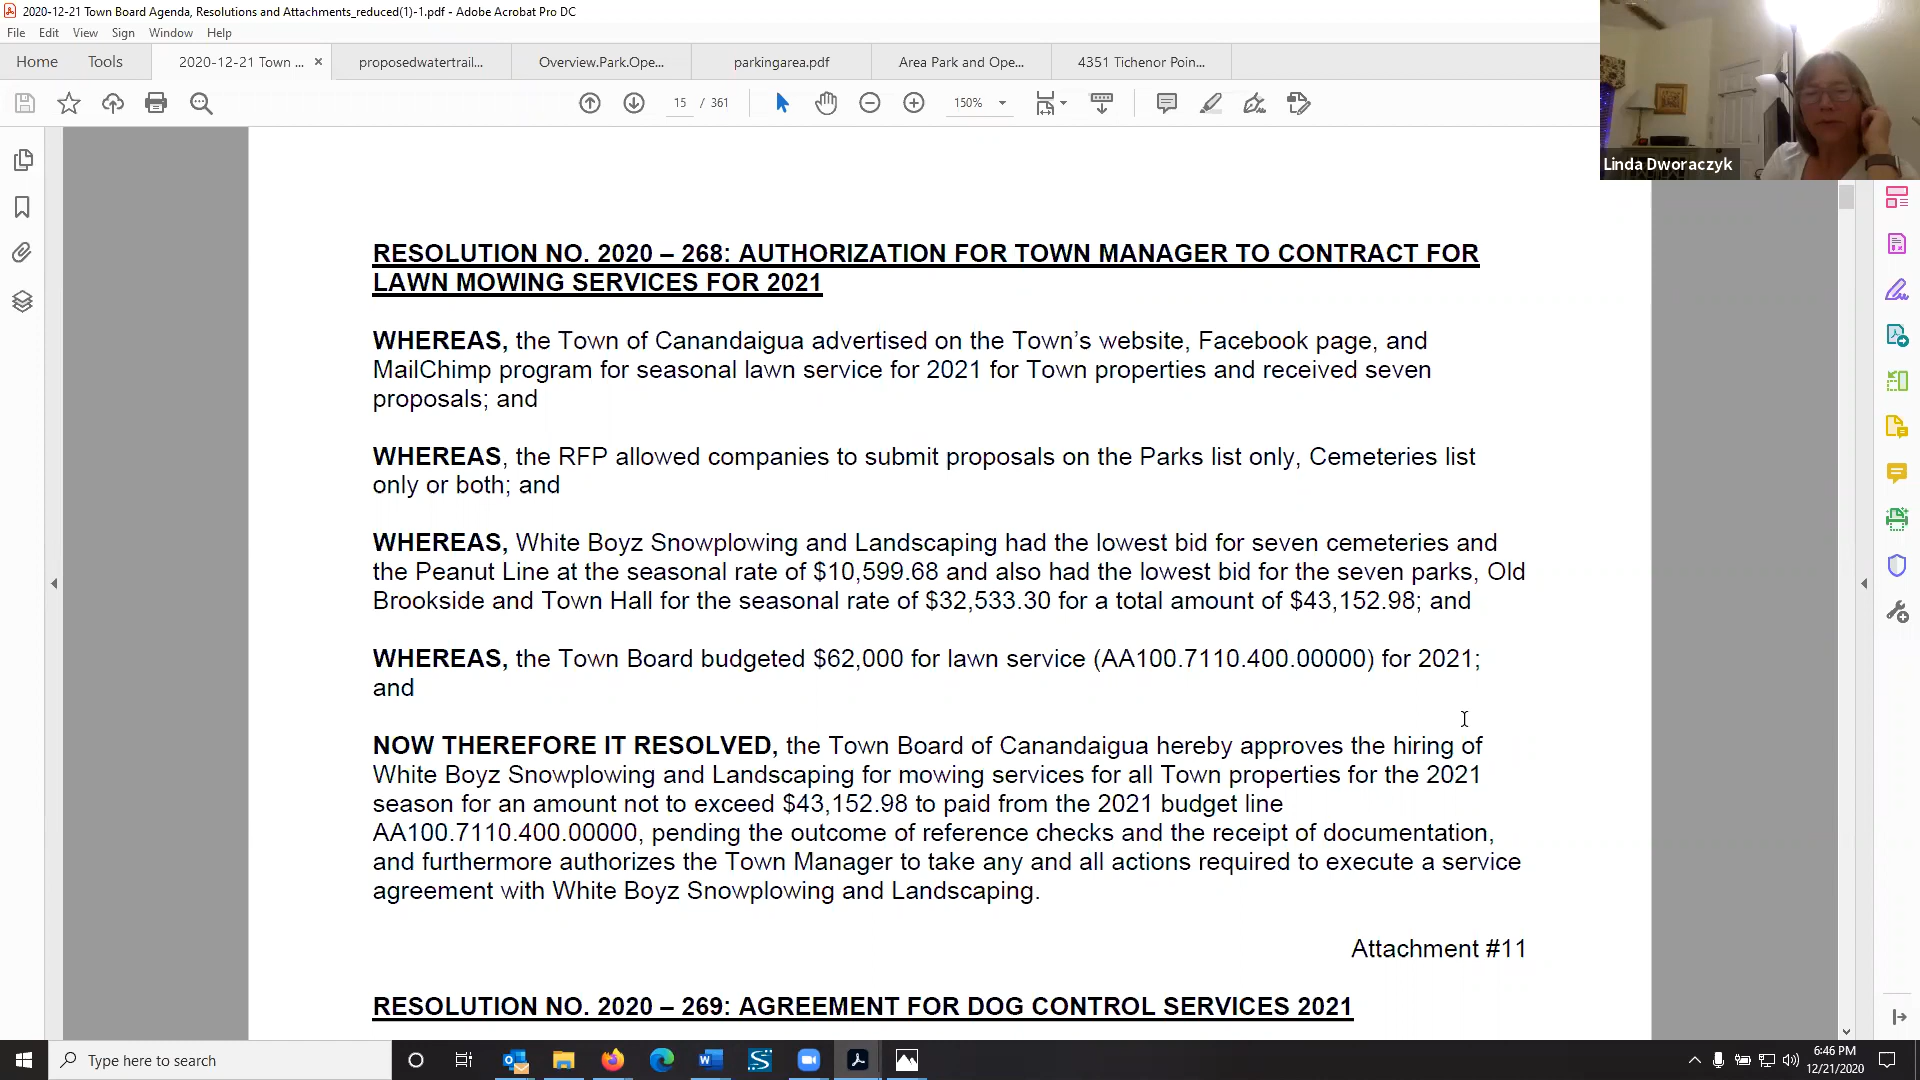 2020-12-21 Town Board Agenda, Resolutions and Attachments_reduced(1)-1.pdf - Adobe Acrobat Pro DC
File Edit View Sign Window Help
Home Tools 2020-12-21 Town ... × proposedwatertrail... Overview.Park.Ope... parkingarea.pdf Area Park and Ope... 4351 Tichenor Poin...
15 / 361 150%
Linda Dworaczyk
RESOLUTION NO. 2020 – 268: AUTHORIZATION FOR TOWN MANAGER TO CONTRACT FOR
LAWN MOWING SERVICES FOR 2021
WHEREAS, the Town of Canandaigua advertised on the Town's website, Facebook page, and
MailChimp program for seasonal lawn service for 2021 for Town properties and received seven
proposals; and
WHEREAS, the RFP allowed companies to submit proposals on the Parks list only, Cemeteries list
only or both; and
WHEREAS, White Boyz Snowplowing and Landscaping had the lowest bid for seven cemeteries and
the Peanut Line at the seasonal rate of $10,599.68 and also had the lowest bid for the seven parks, Old
Brookside and Town Hall for the seasonal rate of $32,533.30 for a total amount of $43,152.98; and
WHEREAS, the Town Board budgeted $62,000 for lawn service (AA100.7110.400.00000) for 2021;
and
NOW THEREFORE IT RESOLVED, the Town Board of Canandaigua hereby approves the hiring of
White Boyz Snowplowing and Landscaping for mowing services for all Town properties for the 2021
season for an amount not to exceed $43,152.98 to paid from the 2021 budget line
AA100.7110.400.00000, pending the outcome of reference checks and the receipt of documentation,
and furthermore authorizes the Town Manager to take any and all actions required to execute a service
agreement with White Boyz Snowplowing and Landscaping.
Attachment #11
RESOLUTION NO. 2020 – 269: AGREEMENT FOR DOG CONTROL SERVICES 2021
Type here to search
6:46 PM
12/21/2020